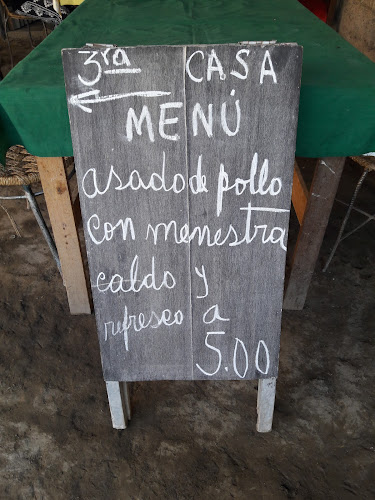 3ra CASA
MENÚ
asado de pollo
con menestra
caldo y
refresco a
5.00